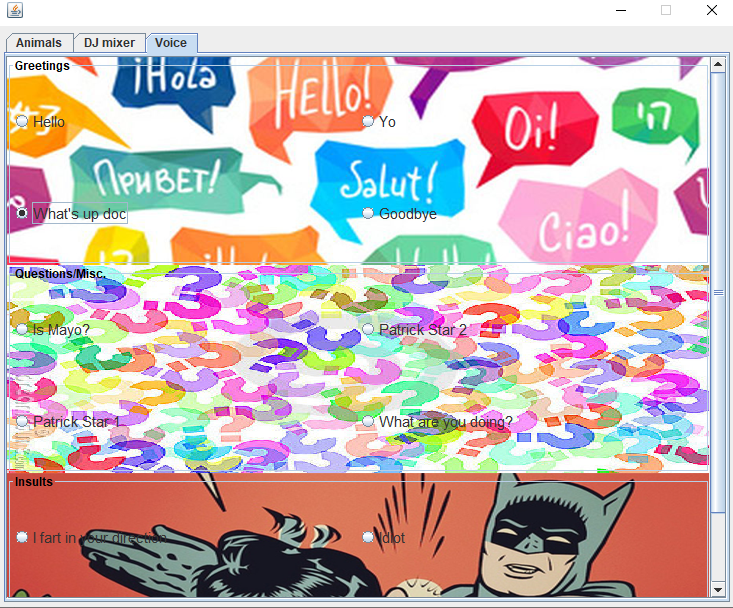 Animals DJ mixer Voice
Greetings
¡Hola
Hello!
Oi!
Hello Yo
Привет!
Salut!
What's up doc Goodbye
Ciao!
Questions/Misc.
Is Mayo? Patrick Star 2
Patrick Star 1 What are you doing?
Insults
I fart in your direction Idiot